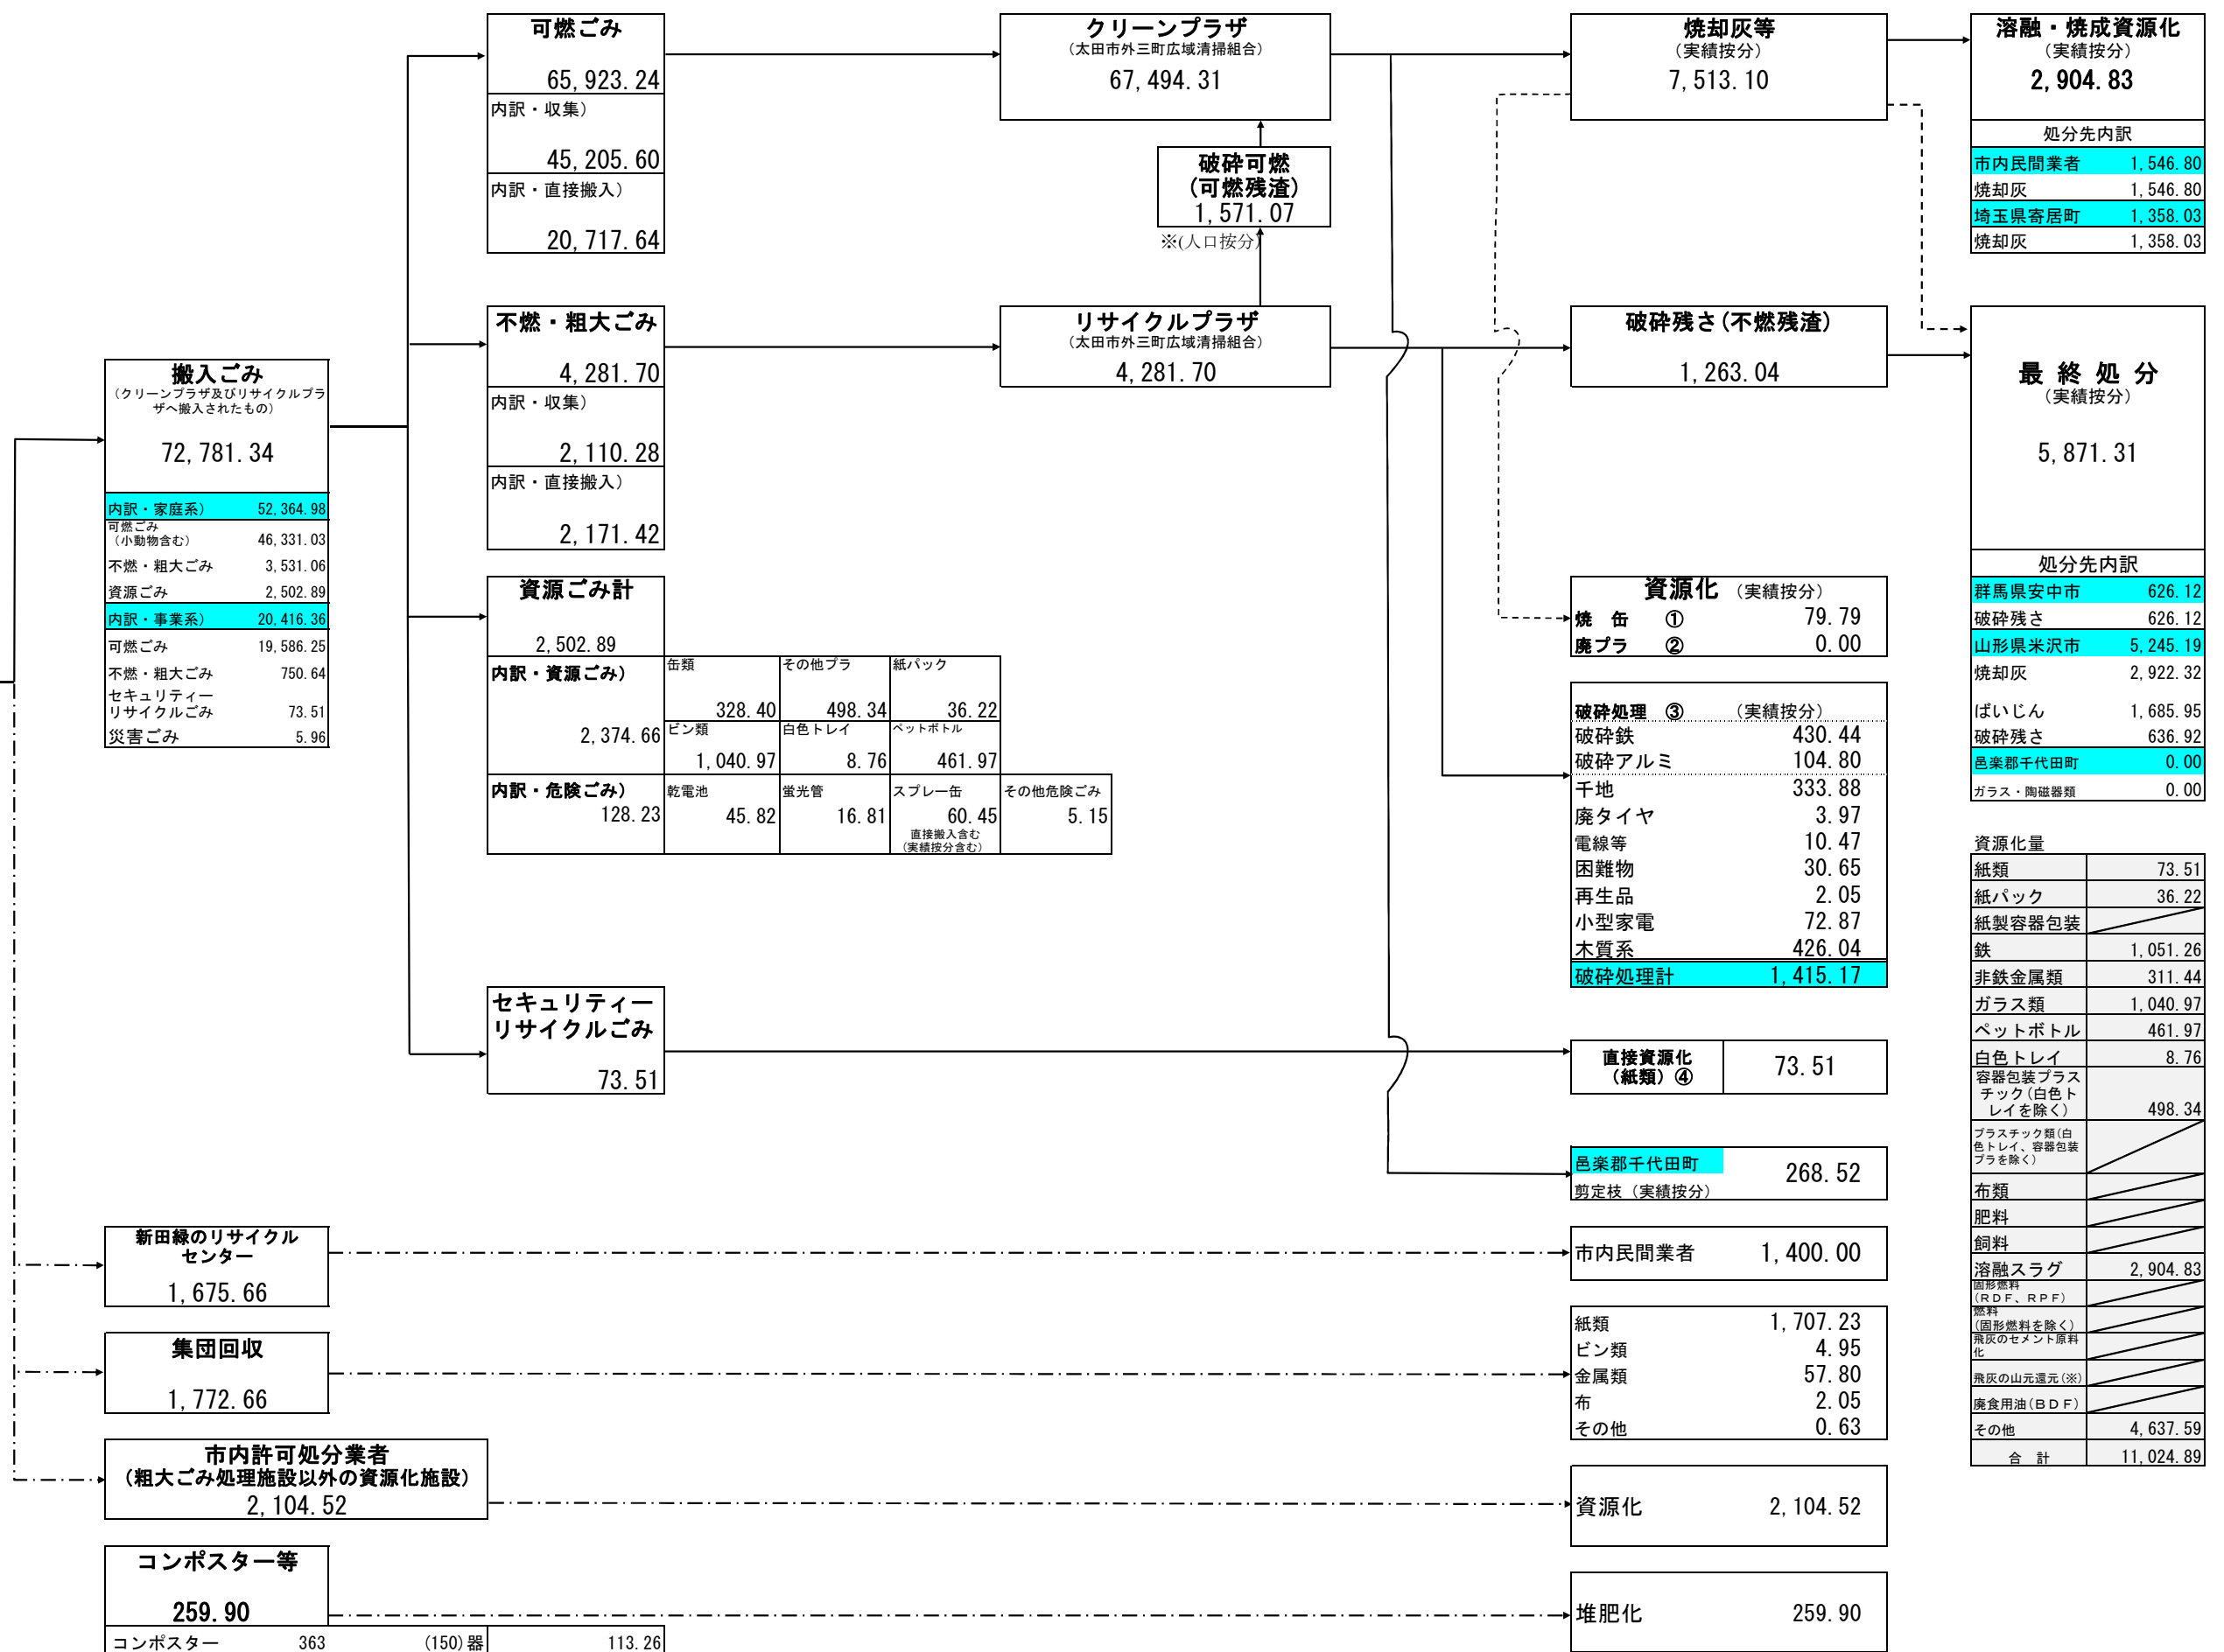 可燃ごみ
65,923.24
内訳・収集)
45,205.60
内訳・直接搬入)
20,717.64
クリーンプラザ
(太田市外三町広域清掃組合)
67,494.31
破砕可燃
(可燃残渣)
1,571.07
※(人口按分)
焼却灰等
(実績按分)
7,513.10
溶融・焼成資源化
(実績按分)
2,904.83
処分先内訳
市内民間業者 1,546.80
焼却灰 1,546.80
埼玉県寄居町 1,358.03
焼却灰 1,358.03
搬入ごみ
(クリーンプラザ及びリサイクルプラ
ザへ搬入されたもの)
72,781.34
内訳・家庭系) 52,364.98
可燃ごみ
(小動物含む) 46,331.03
不燃・粗大ごみ 3,531.06
資源ごみ 2,502.89
内訳・事業系) 20,416.36
可燃ごみ 19,586.25
不燃・粗大ごみ 750.64
セキュリティー
リサイクルごみ 73.51
災害ごみ 5.96
不燃・粗大ごみ
4,281.70
内訳・収集)
2,110.28
内訳・直接搬入)
2,171.42
リサイクルプラザ
(太田市外三町広域清掃組合)
4,281.70
破砕残さ(不燃残渣)
1,263.04
最 終 処 分
(実績按分)
5,871.31
処分先内訳
群馬県安中市 626.12
破砕残さ 626.12
山形県米沢市 5,245.19
焼却灰 2,922.32
ばいじん 1,685.95
破砕残さ 636.92
邑楽郡千代田町 0.00
ガラス・陶磁器類 0.00
資源ごみ計
2,502.89
内訳・資源ごみ)
2,374.66
缶類 その他プラ 紙パック
328.40 498.34 36.22
ビン類 白色トレイ ペットボトル
1,040.97 8.76 461.97
内訳・危険ごみ)
128.23
乾電池 蛍光管 スプレー缶 その他危険ごみ
45.82 16.81 60.45 5.15
直接搬入含む
(実績按分含む)
資源化 (実績按分)
焼 缶 ① 79.79
廃プラ ② 0.00
破砕処理 ③ (実績按分)
破砕鉄 430.44
破砕アルミ 104.80
千地 333.88
廃タイヤ 3.97
電線等 10.47
困難物 30.65
再生品 2.05
小型家電 72.87
木質系 426.04
破砕処理計 1,415.17
セキュリティー
リサイクルごみ
73.51
直接資源化
(紙類)④ 73.51
邑楽郡千代田町
剪定枝(実績按分) 268.52
資源化量
紙類 73.51
紙パック 36.22
紙製容器包装
鉄 1,051.26
非鉄金属類 311.44
ガラス類 1,040.97
ペットボトル 461.97
白色トレイ 8.76
容器包装プラス
チック(白色ト
レイを除く) 498.34
プラスチック類(白
色トレイ、容器包装
プラを除く)
布類
肥料
飼料
溶融スラグ 2,904.83
固形燃料
(RDF、RPF)
燃料
(固形燃料を除く)
飛灰のセメント原料
化
飛灰の山元還元(※)
廃食用油(BDF)
その他 4,637.59
合 計 11,024.89
新田緑のリサイクル
センター
1,675.66
市内民間業者 1,400.00
集団回収
1,772.66
紙類 1,707.23
ビン類 4.95
金属類 57.80
布 2.05
その他 0.63
市内許可処分業者
(粗大ごみ処理施設以外の資源化施設)
2,104.52
資源化 2,104.52
コンポスター等
259.90
堆肥化 259.90
コンポスター 363 (150)器 113.26